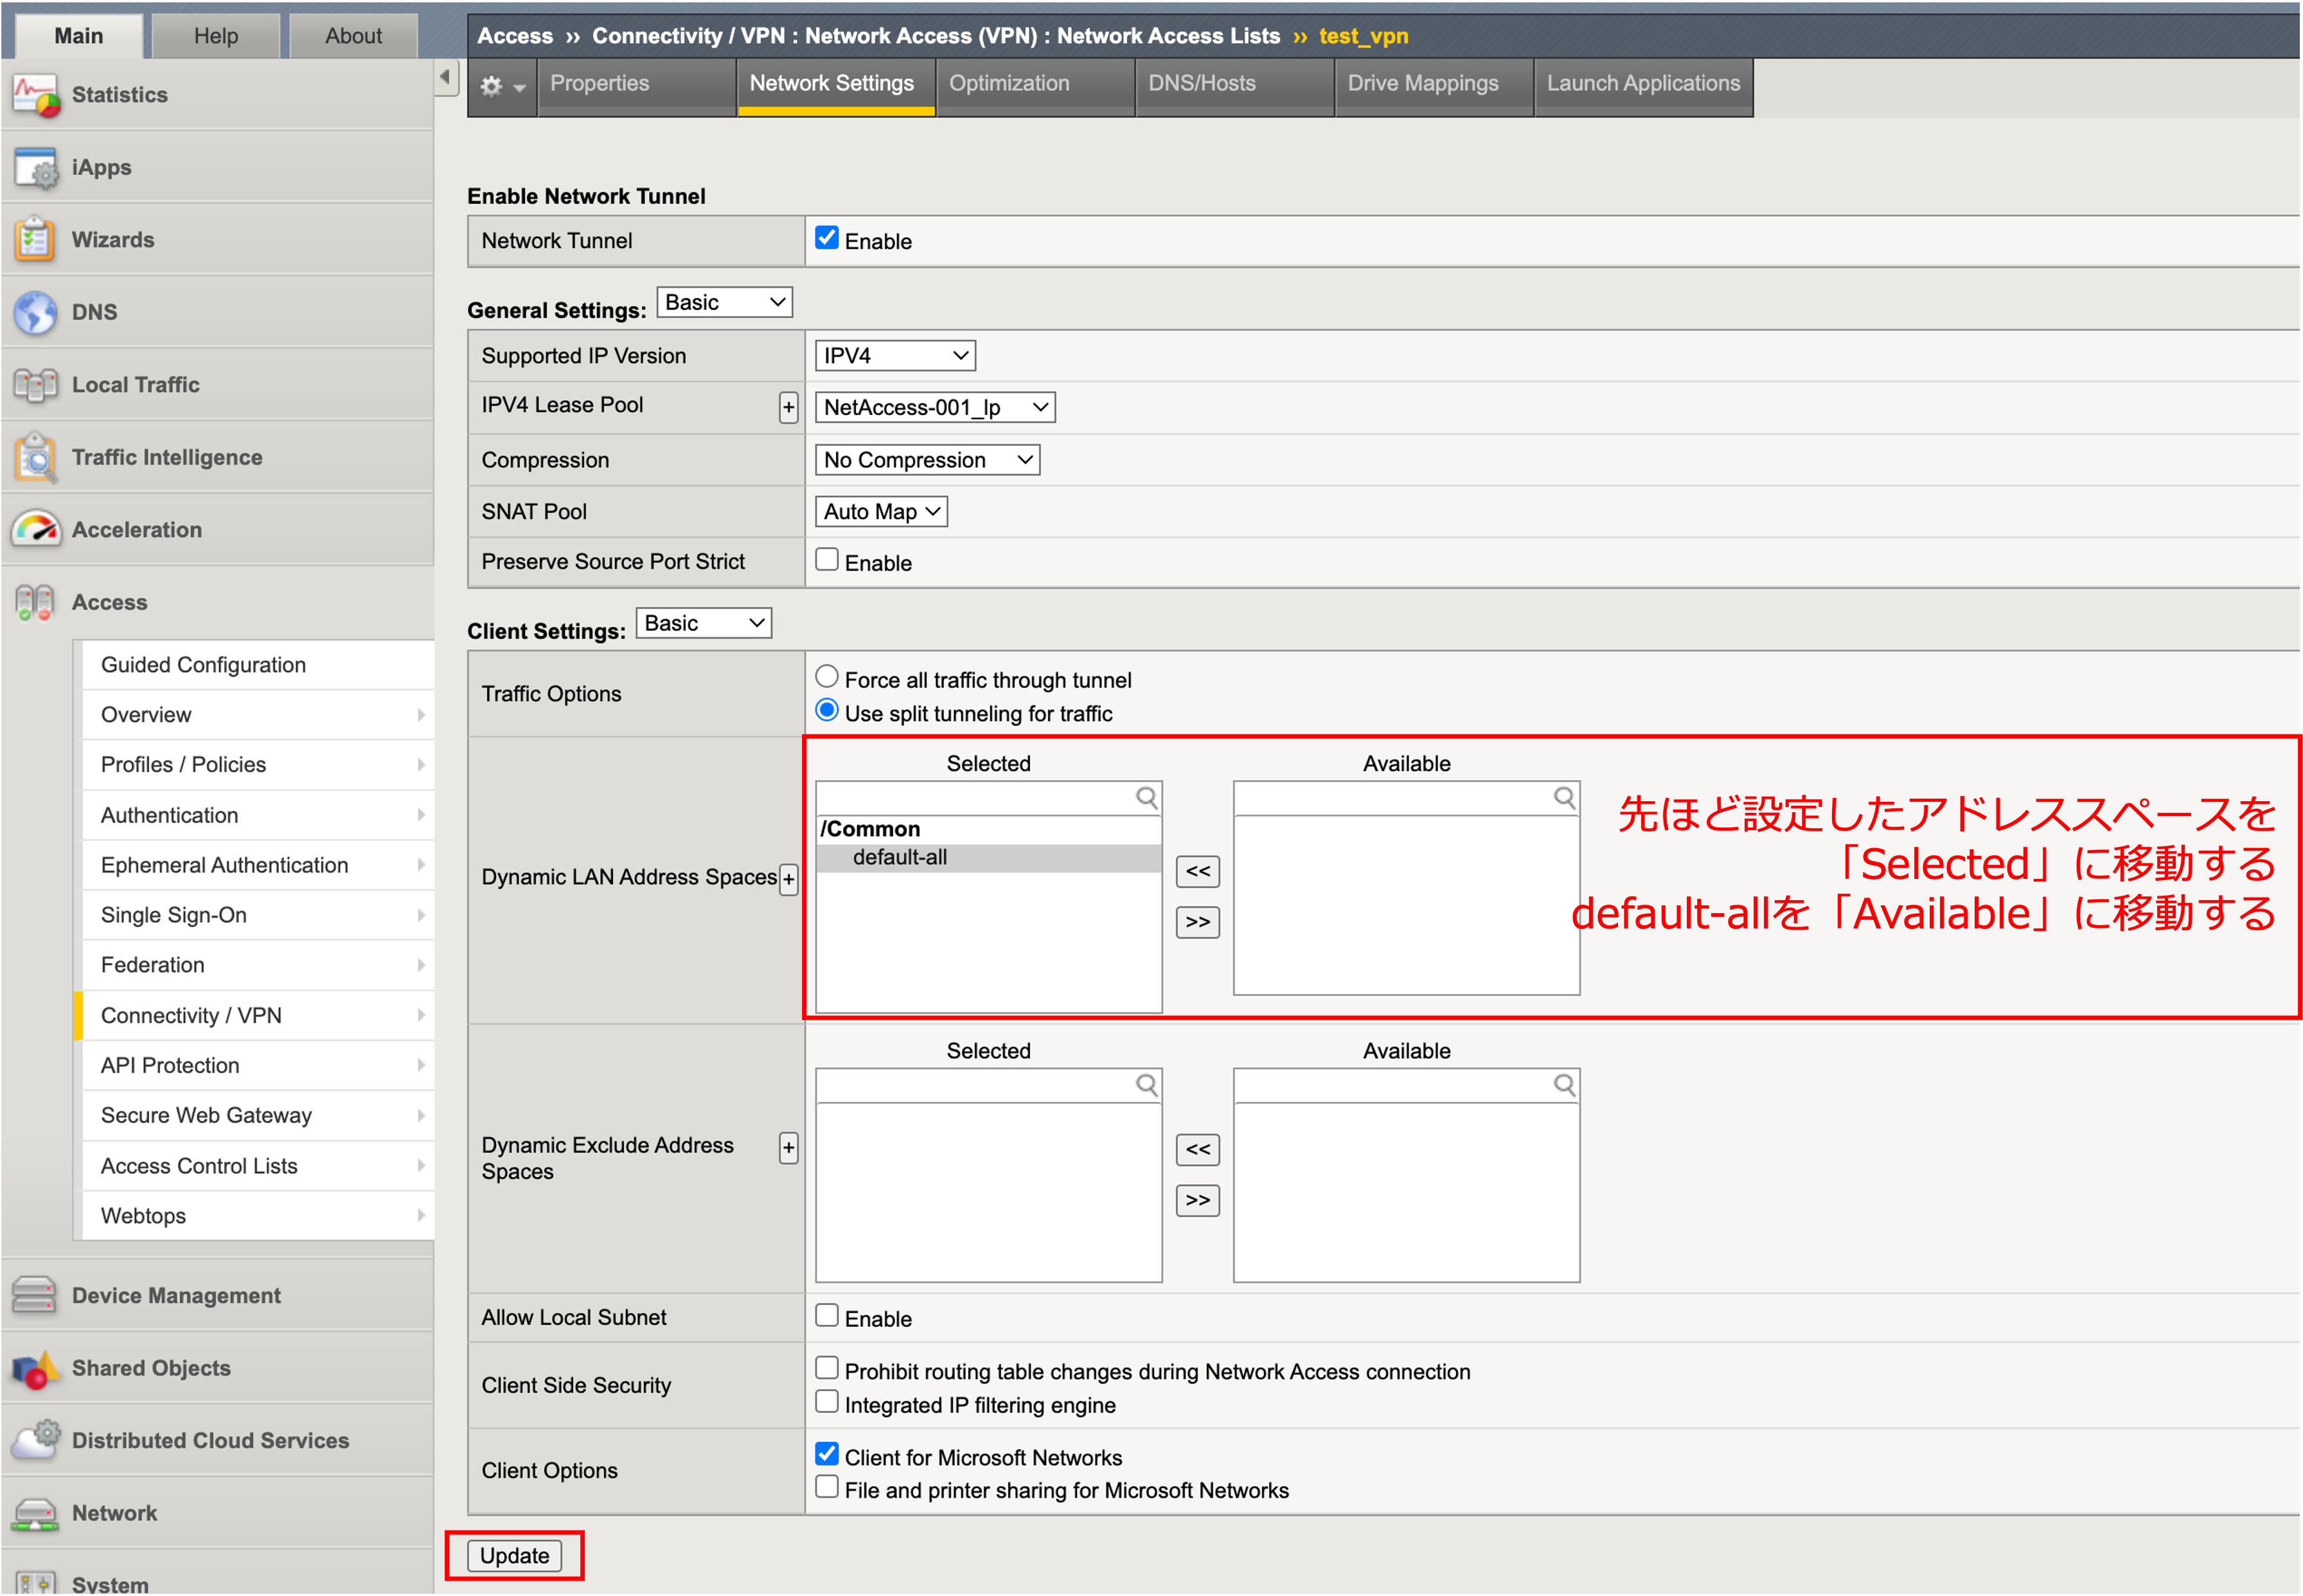 Main
Help
About
Access ›› Connectivity / VPN : Network Access (VPN) : Network Access Lists ›› test_vpn
Properties
Network Settings
Optimization
DNS/Hosts
Drive Mappings
Launch Applications
Statistics
iApps
Wizards
DNS
Local Traffic
Traffic Intelligence
Acceleration
Access
Guided Configuration
Overview
Profiles / Policies
Authentication
Ephemeral Authentication
Single Sign-On
Federation
Connectivity / VPN
API Protection
Secure Web Gateway
Access Control Lists
Webtops
Device Management
Shared Objects
Distributed Cloud Services
Network
System
Enable Network Tunnel
Network Tunnel
Enable
General Settings: Basic
Supported IP Version
IPV4
IPV4 Lease Pool
+
NetAccess-001_lp
Compression
No Compression
SNAT Pool
Auto Map
Preserve Source Port Strict
Enable
Client Settings: Basic
Traffic Options
Force all traffic through tunnel
Use split tunneling for traffic
Dynamic LAN Address Spaces
+
Selected
Available
/Common
default-all
<<
>>
先ほど設定したアドレススペースを
「Selected」に移動する
default-allを「Available」に移動する
Dynamic Exclude Address
Spaces
+
Selected
Available
<<
>>
Allow Local Subnet
Enable
Client Side Security
Prohibit routing table changes during Network Access connection
Integrated IP filtering engine
Client Options
Client for Microsoft Networks
File and printer sharing for Microsoft Networks
Update